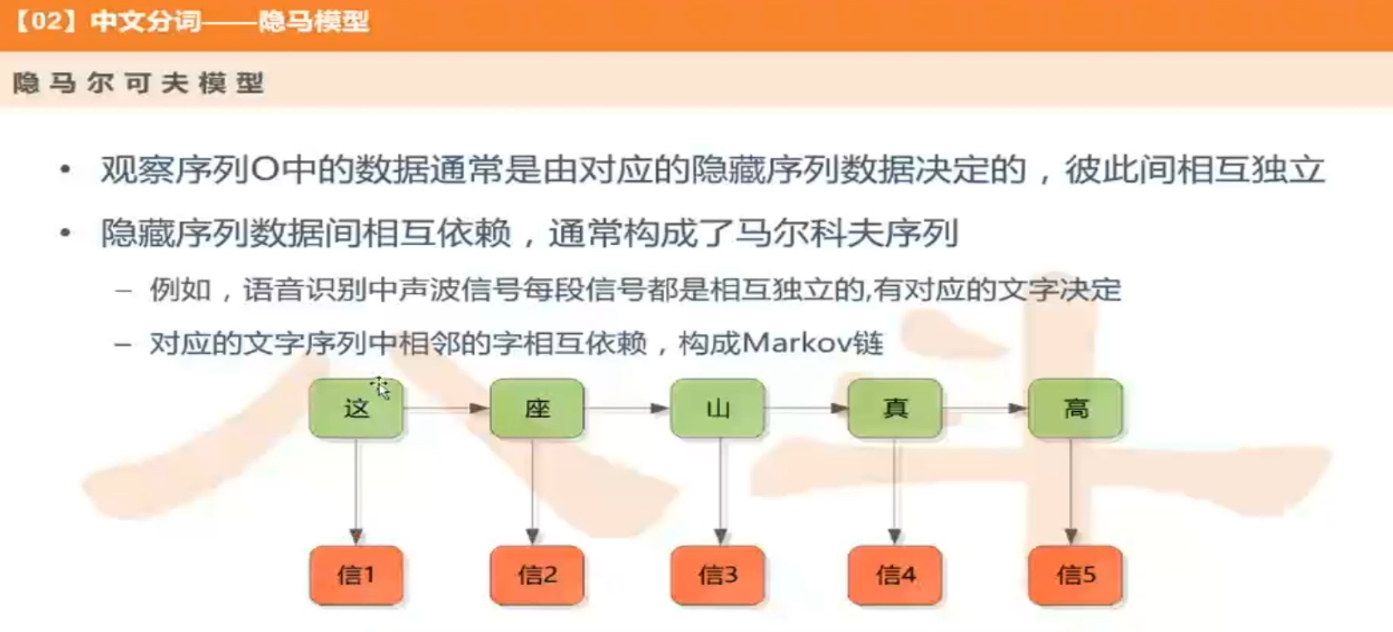 【02】中文分词——隐马模型
隐马尔可夫模型
• 观察序列O中的数据通常是由对应的隐藏序列数据决定的，彼此间相互独立
• 隐藏序列数据间相互依赖，通常构成了马尔科夫序列
– 例如，语音识别中声波信号每段信号都是相互独立的,有对应的文字决定
– 对应的文字序列中相邻的字相互依赖，构成Markov链
这 座 山 真 高
信1 信2 信3 信4 信5
八斗